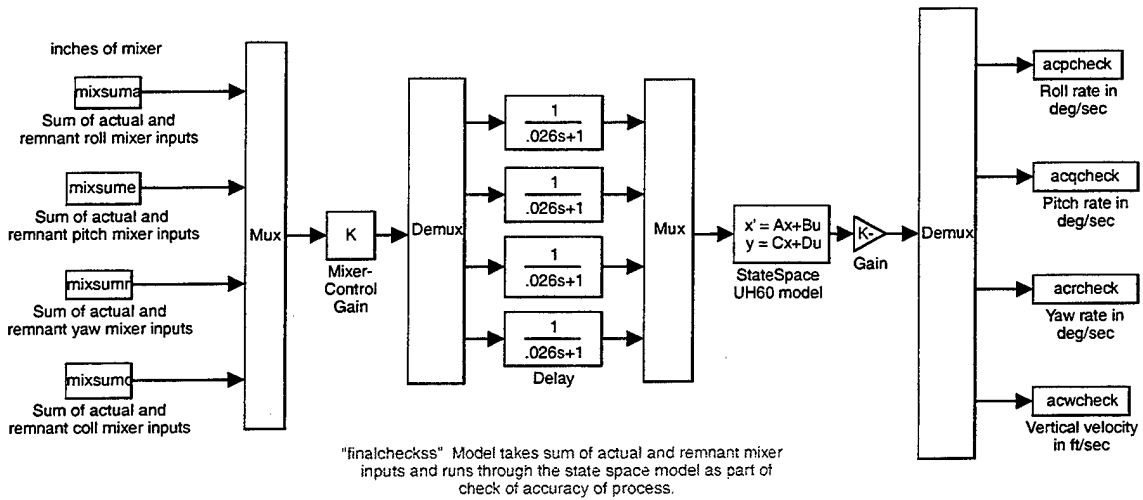 inches of mixer
mixsuma
Sum of actual and
remnant roll mixer inputs
mixsume
Sum of actual and
remnant pitch mixer inputs
mixsumr
Sum of actual and
remnant yaw mixer inputs
mixsumc
Sum of actual and
remnant coll mixer inputs
Mux
K
Mixer-
Control
Gain
Demux
1
.026s+1
1
.026s+1
1
.026s+1
1
.026s+1
Delay
Mux
x' = Ax+Bu
y = Cx+Du
StateSpace
UH60 model
K-
Gain
Demux
acpcheck
Roll rate in
deg/sec
acqcheck
Pitch rate in
deg/sec
acrcheck
Yaw rate in
deg/sec
acwcheck
Vertical velocity
in ft/sec
"finalcheckss" Model takes sum of actual and remnant mixer
inputs and runs through the state space model as part of
check of accuracy of process.